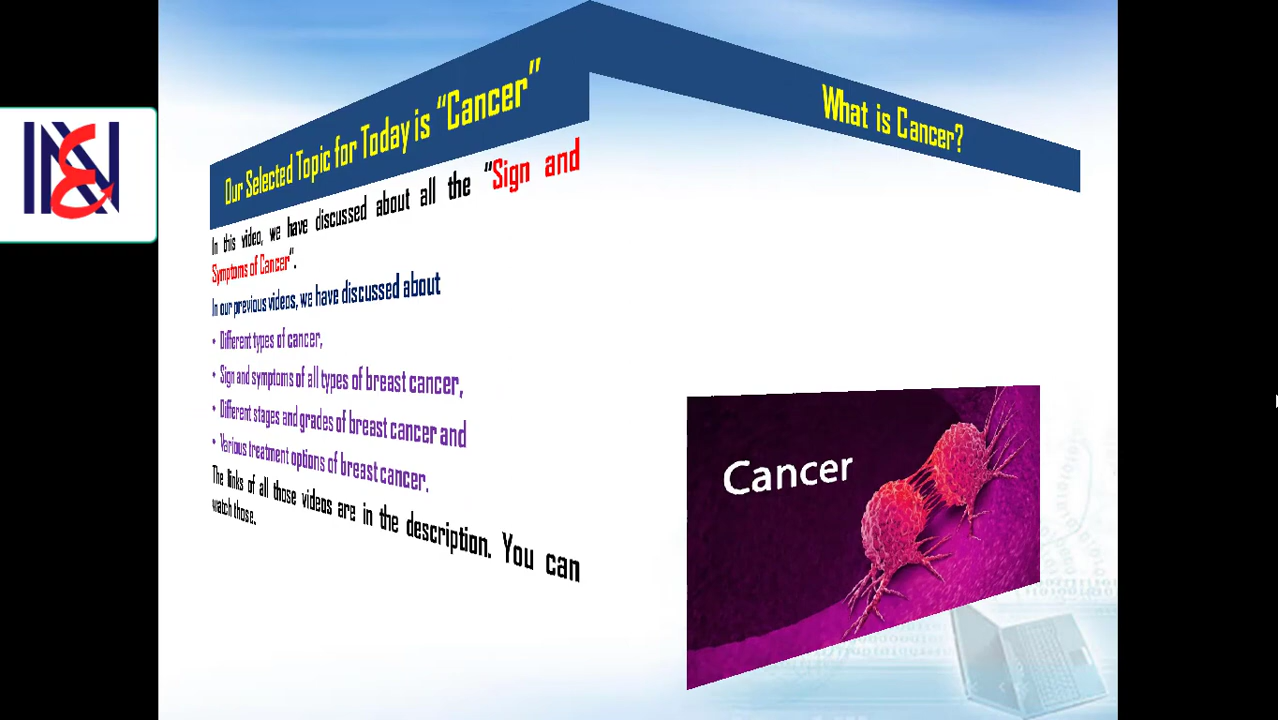 Our Selected Topic for Today is “Cancer”
In this video, we have discussed about all the “Sign and
Symptoms of Cancer”.
In our previous videos, we have discussed about
• Different types of cancer,
• Sign and symptoms of all types of breast cancer,
• Different stages and grades of breast cancer and
• Various treatment options of breast cancer.
The links of all those videos are in the description. You can
watch those.
What is Cancer?
Cancer